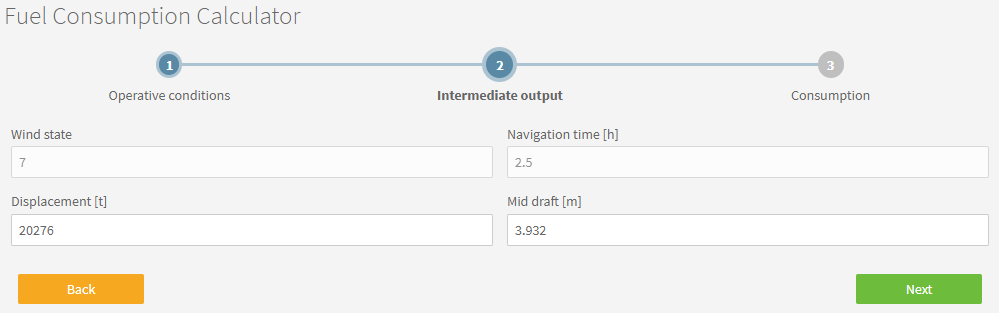 Fuel Consumption Calculator
1 2 3
Operative conditions Intermediate output Consumption
Wind state Navigation time [h]
7 2.5
Displacement [t] Mid draft [m]
20276 3.932
Back Next